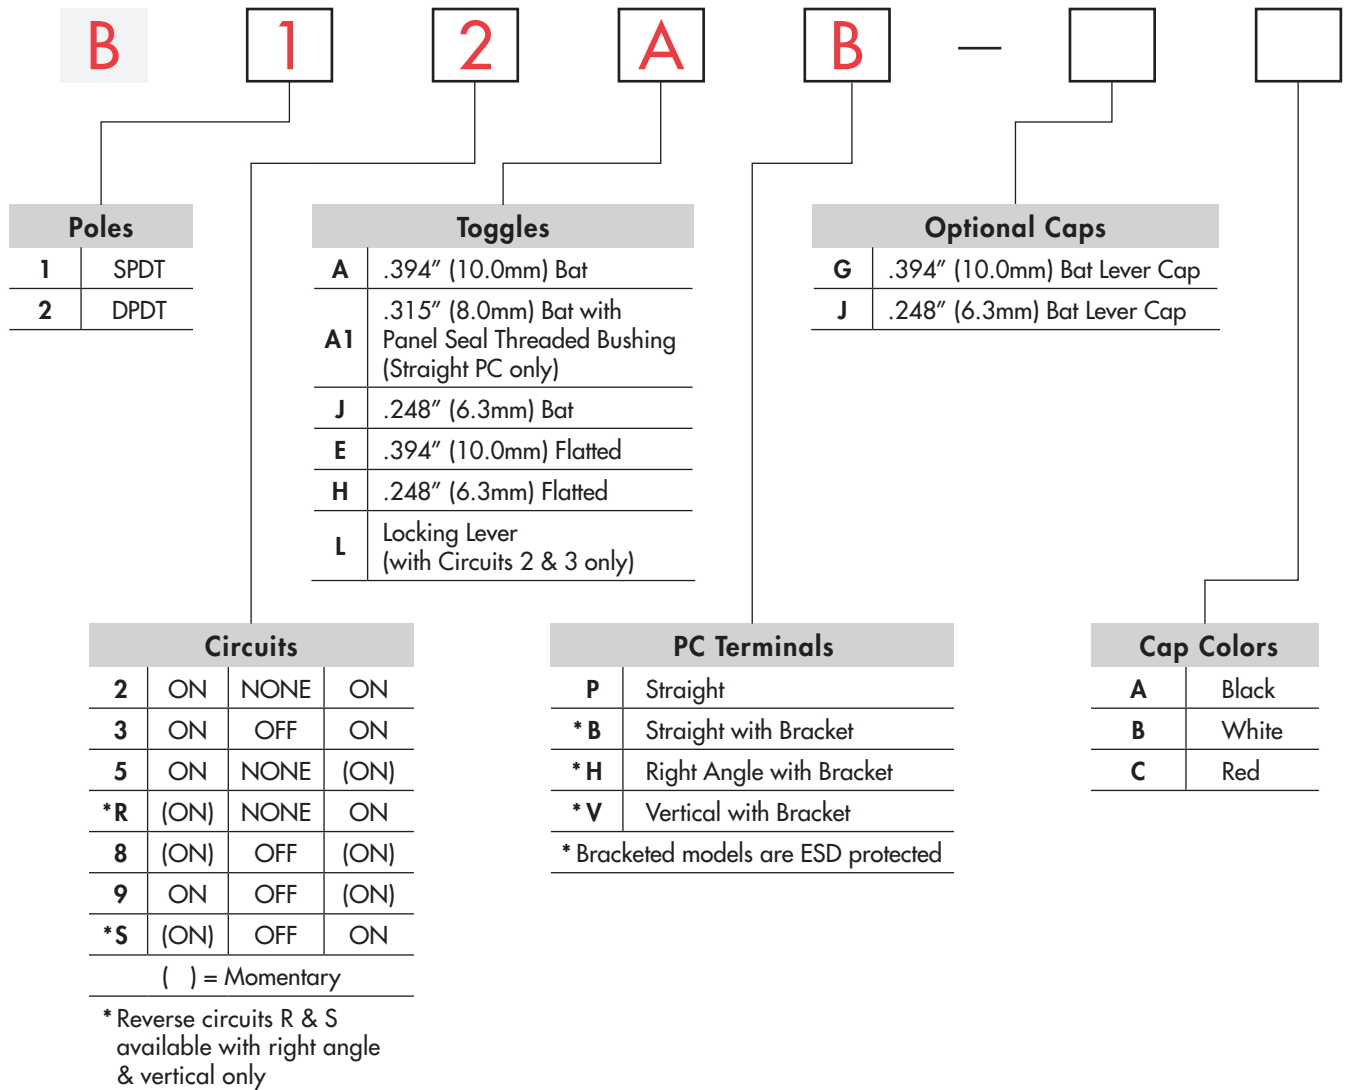 B 1 2 A B —
Poles
1 SPDT
2 DPDT
Toggles
A .394" (10.0mm) Bat
A1 .315" (8.0mm) Bat with
Panel Seal Threaded Bushing
(Straight PC only)
J .248" (6.3mm) Bat
E .394" (10.0mm) Flatted
H .248" (6.3mm) Flatted
L Locking Lever
(with Circuits 2 & 3 only)
Optional Caps
G .394" (10.0mm) Bat Lever Cap
J .248" (6.3mm) Bat Lever Cap
Circuits
2 ON NONE ON
3 ON OFF ON
5 ON NONE (ON)
*R (ON) NONE ON
8 (ON) OFF (ON)
9 ON OFF (ON)
*S (ON) OFF ON
( ) = Momentary
* Reverse circuits R & S
available with right angle
& vertical only
PC Terminals
P Straight
* B Straight with Bracket
* H Right Angle with Bracket
* V Vertical with Bracket
* Bracketed models are ESD protected
Cap Colors
A Black
B White
C Red